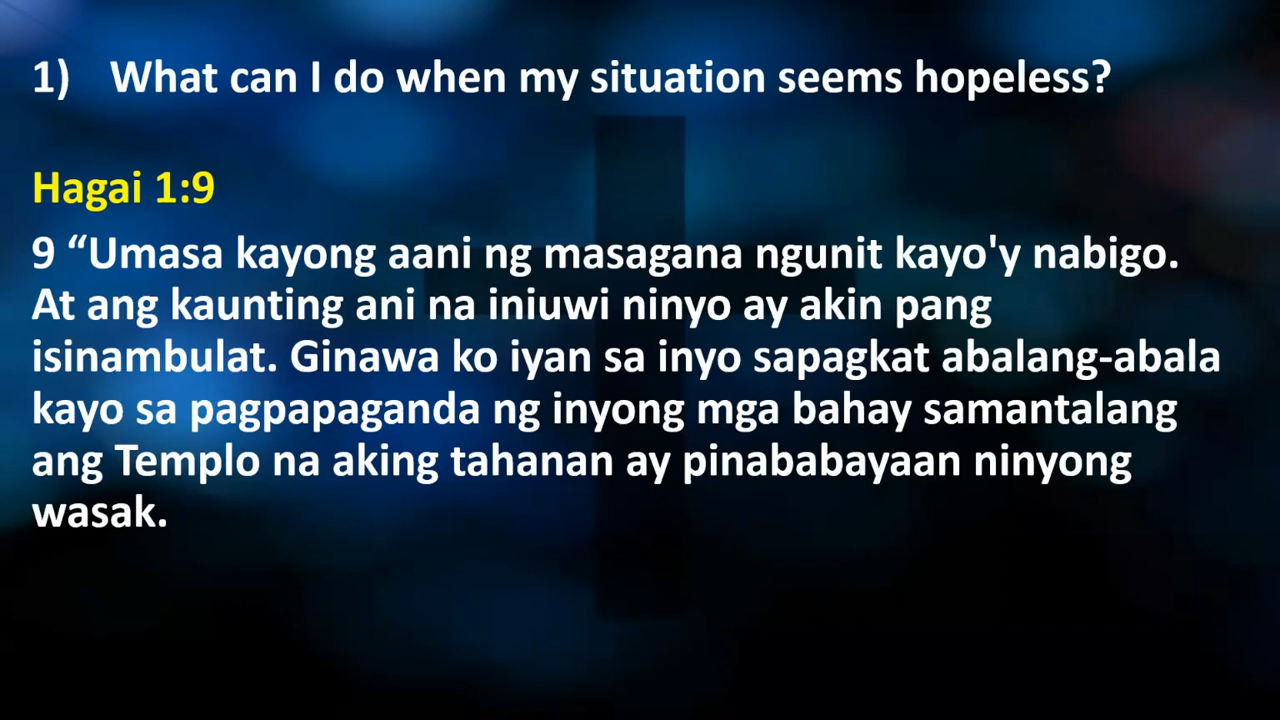 1) What can I do when my situation seems hopeless?
Hagai 1:9
9 “Umasa kayong aani ng masagana ngunit kayo'y nabigo.
At ang kaunting ani na iniuwi ninyo ay akin pang
isinambulat. Ginawa ko iyan sa inyo sapagkat abalang-abala
kayo sa pagpapaganda ng inyong mga bahay samantalang
ang Templo na aking tahanan ay pinababayaan ninyong
wasak.